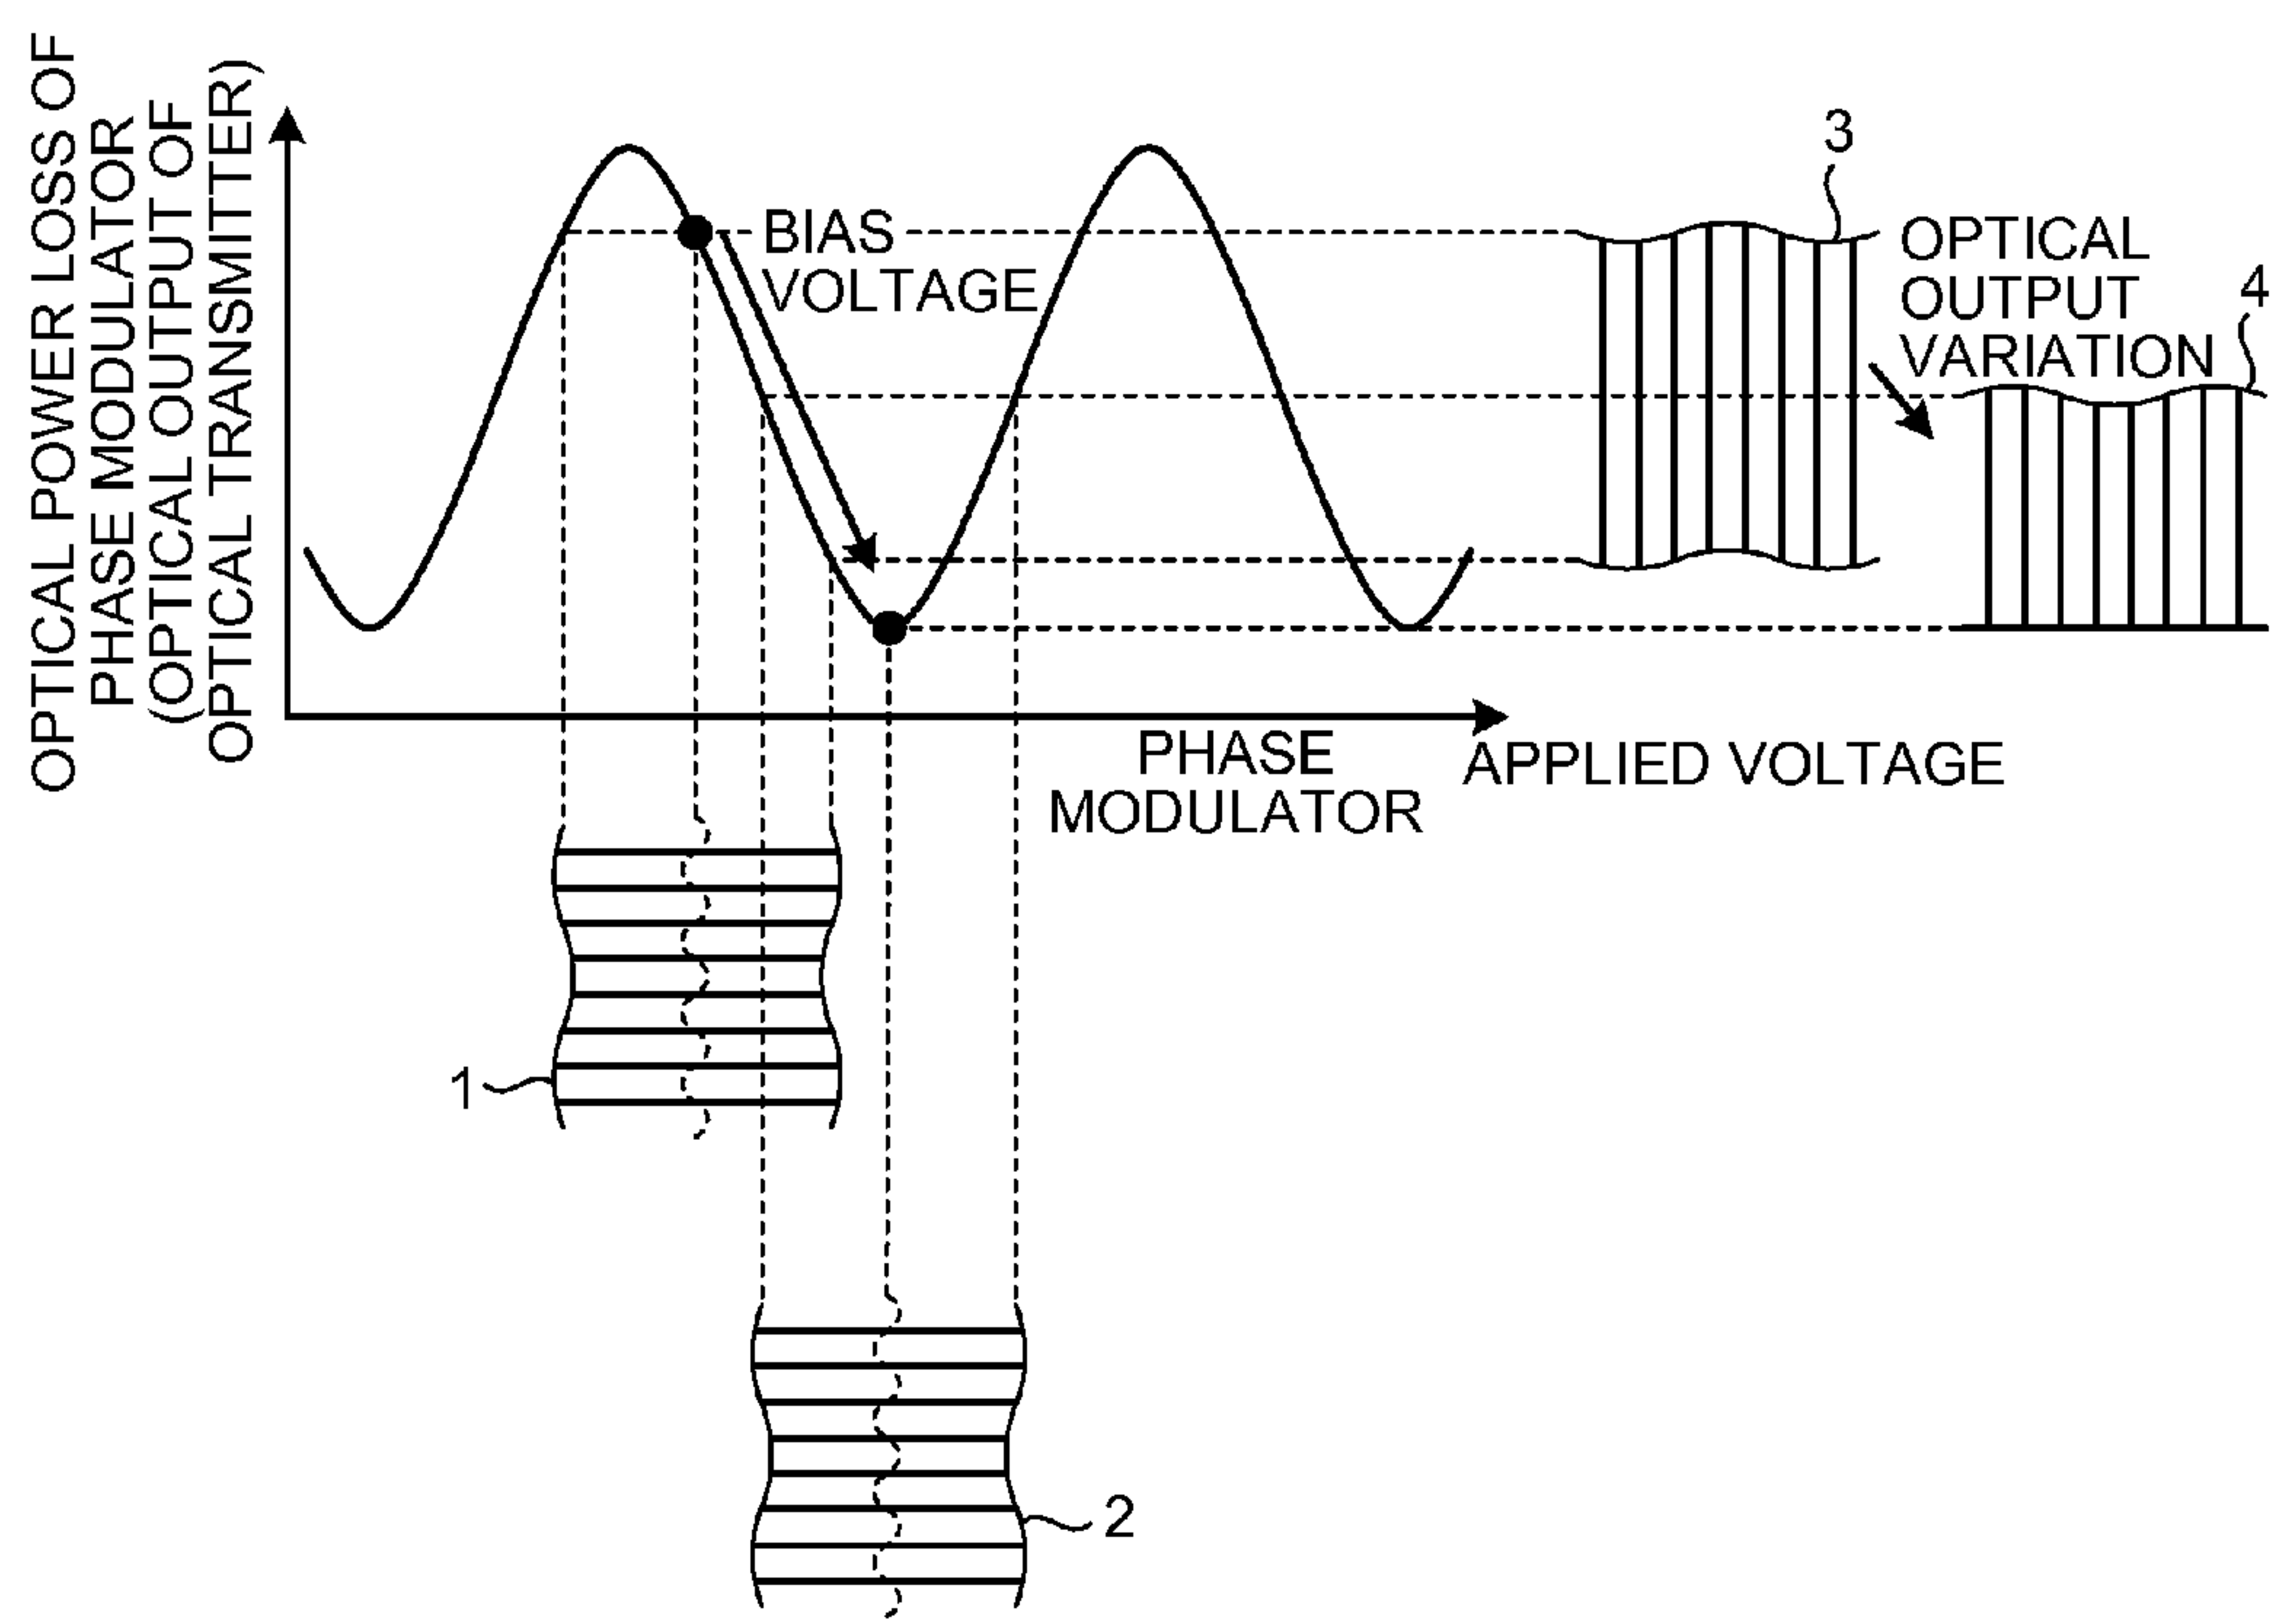 OPTICAL POWER LOSS OF
PHASE MODULATOR
(OPTICAL OUTPUT OF
OPTICAL TRANSMITTER)
BIAS
VOLTAGE
3
OPTICAL
OUTPUT
VARIATION
4
PHASE
MODULATOR
APPLIED VOLTAGE
1
2